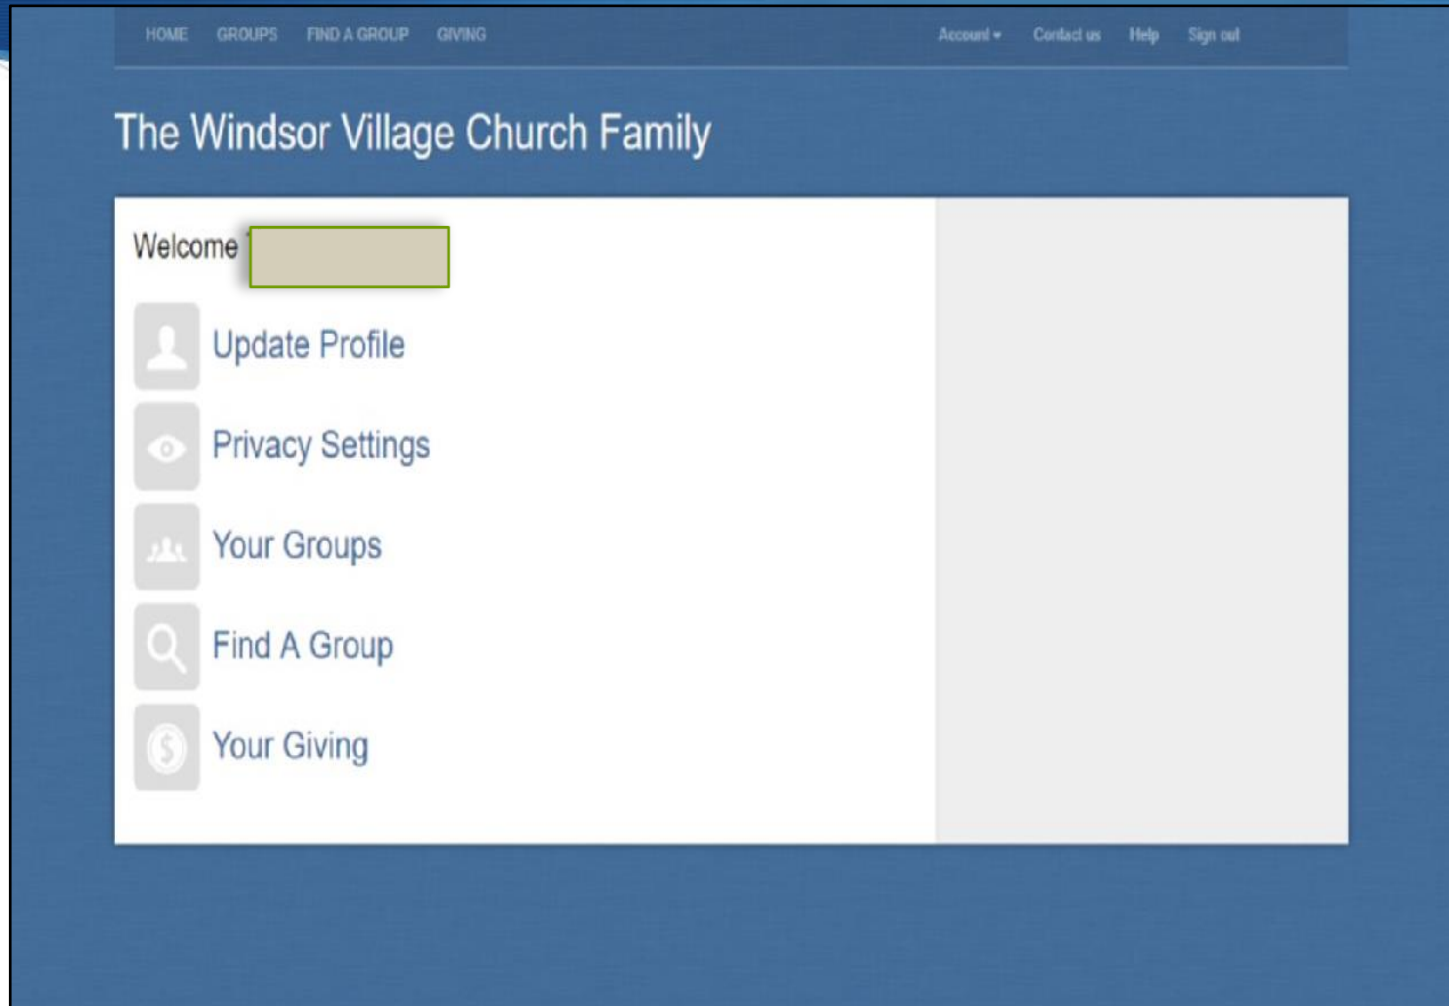 HOME GROUPS FIND A GROUP GIVING Account Contact us Help Sign out
The Windsor Village Church Family
Welcome
Update Profile
Privacy Settings
Your Groups
Find A Group
Your Giving